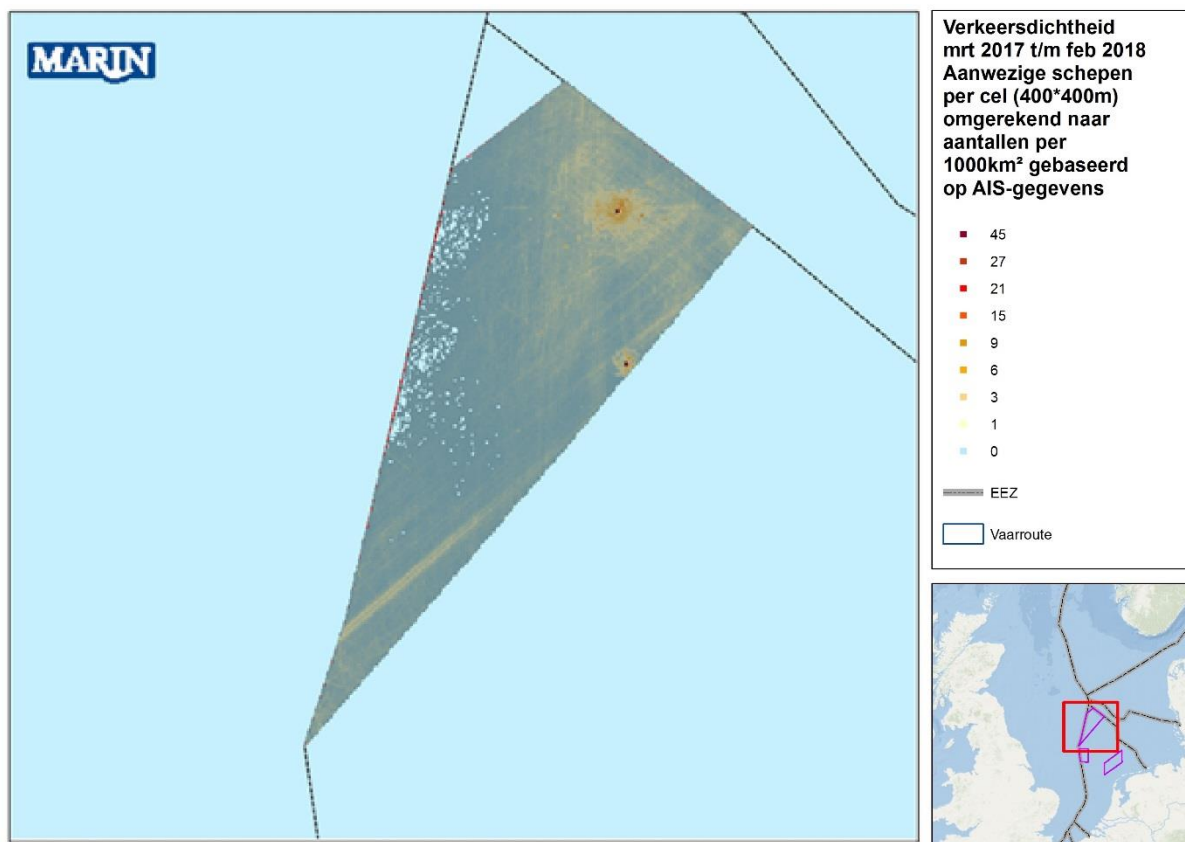 MARIN
Verkeersdichtheid
mrt 2017 t/m feb 2018
Aanwezige schepen
per cel (400*400m)
omgerekend naar
aantallen per
1000km² gebaseerd
op AIS-gegevens
45
27
21
15
9
6
3
1
0
EEZ
Vaarroute